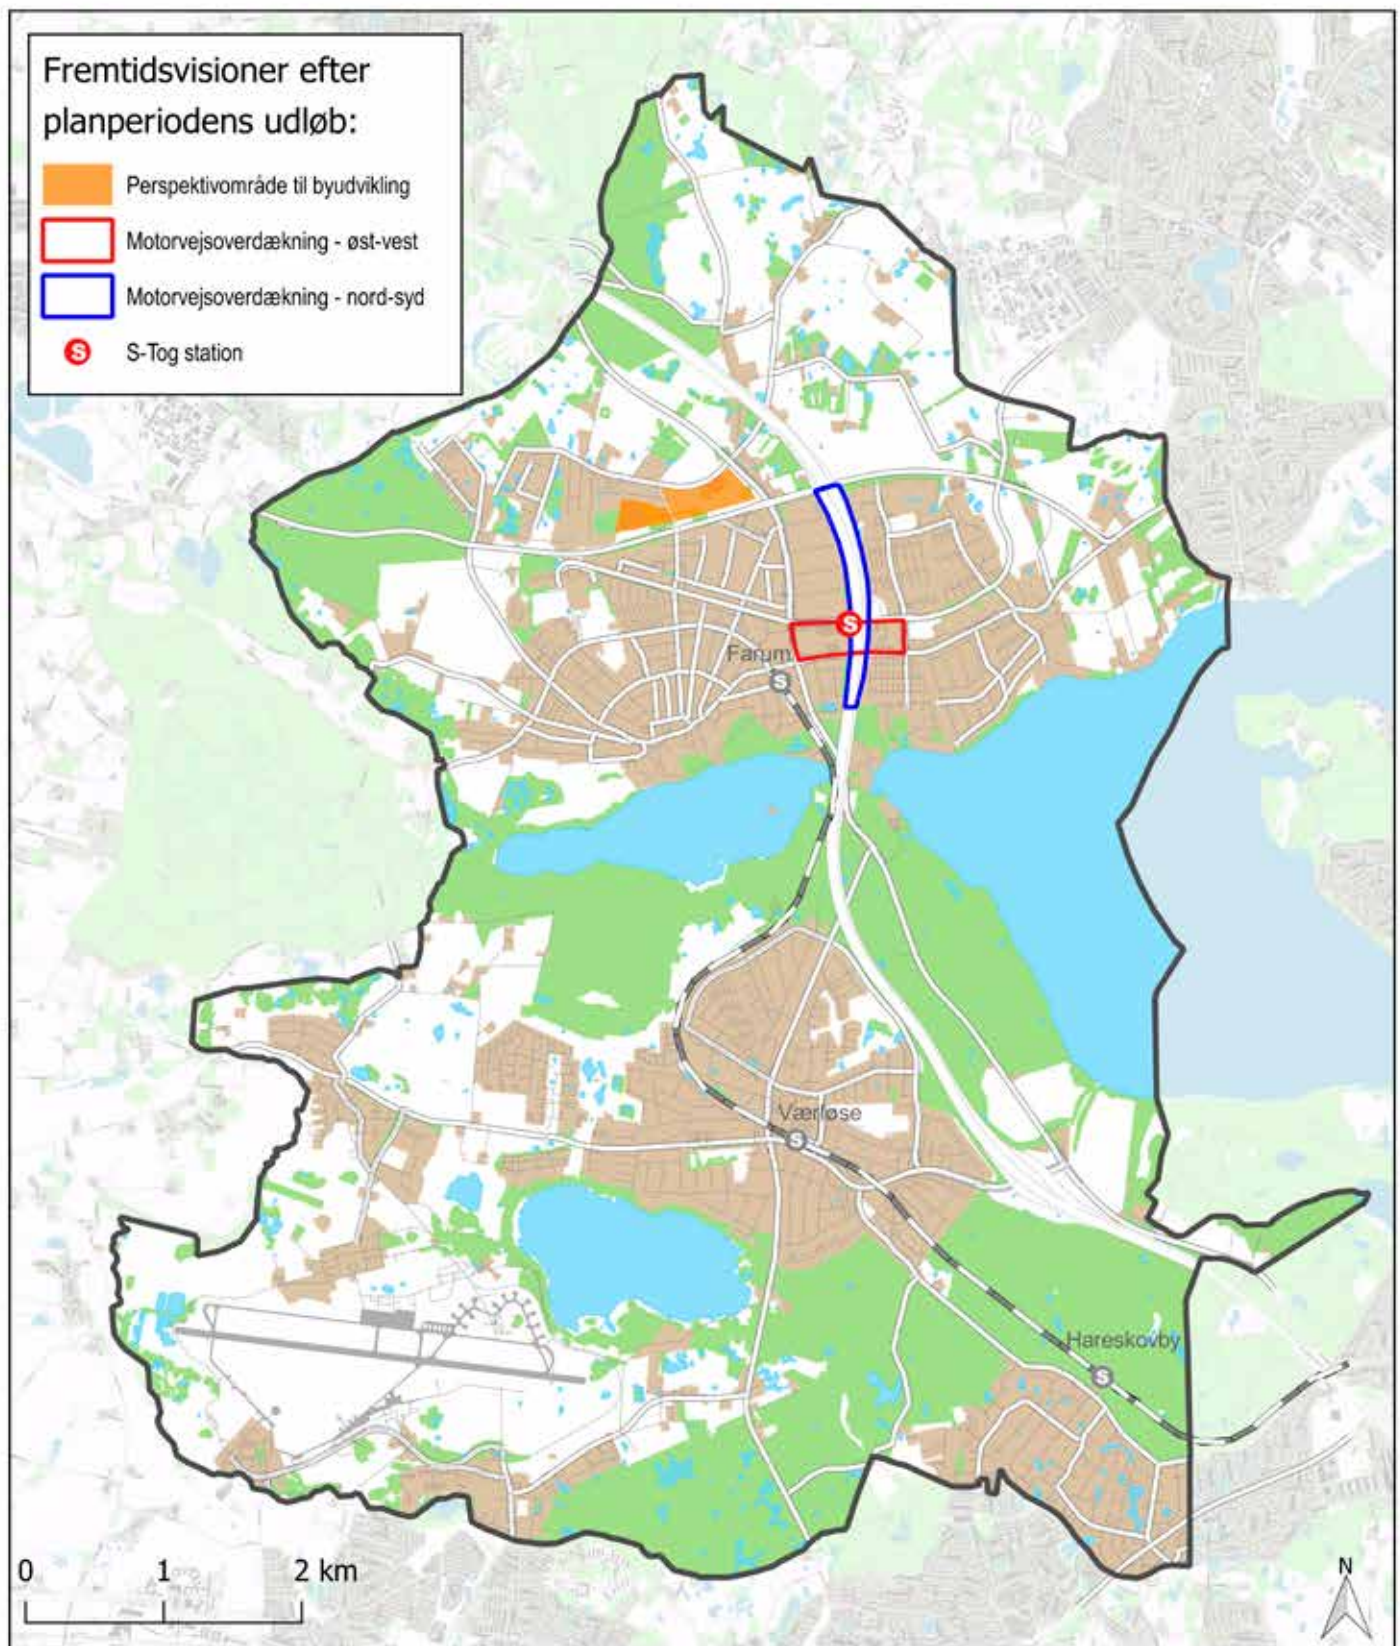 Fremtidsvisioner efter
planperiodens udløb:
Perspektivområde til byudvikling
Motorvejsoverdækning - øst-vest
Motorvejsoverdækning - nord-syd
S S-Tog station
S
Farum
S
Værløse
S
Hareskovby
S
0 1 2 km
N